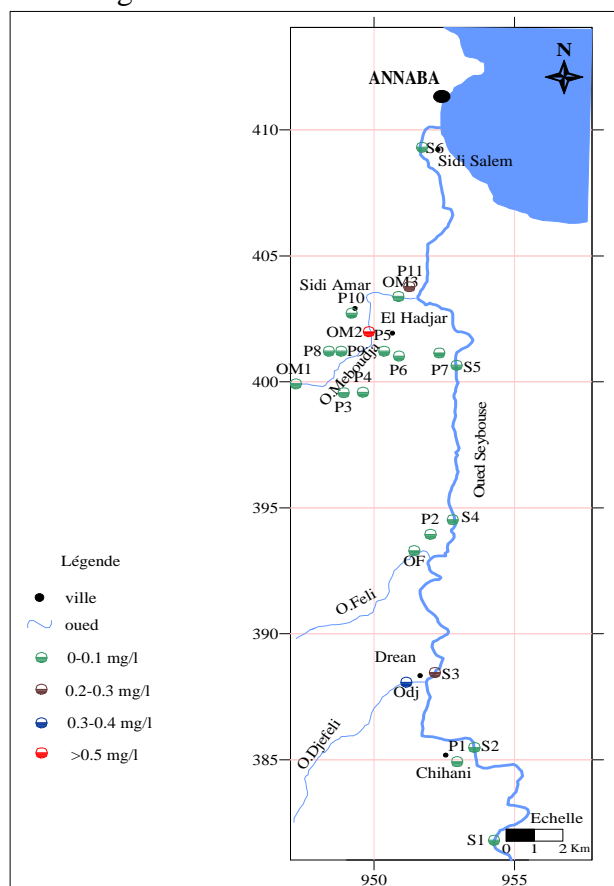 N
ANNABA
410
S6
Sidi Salem
405
P11
Sidi Amar
OM3
P10
El Hadjar
OM2
P5
P8
P9
P6
P7
S5
OM1
O.Meboudja
P4
400
P3
Oued Seybouse
395
P2
S4
OF
Légende
ville
O.Feli
oued
390
0-0.1 mg/l
Drean
S3
0.2-0.3 mg/l
Odj
0.3-0.4 mg/l
O.Djefeli
P1
S2
>0.5 mg/l
385
Chihani
Echelle
S1
0 1 2 Km
950 955